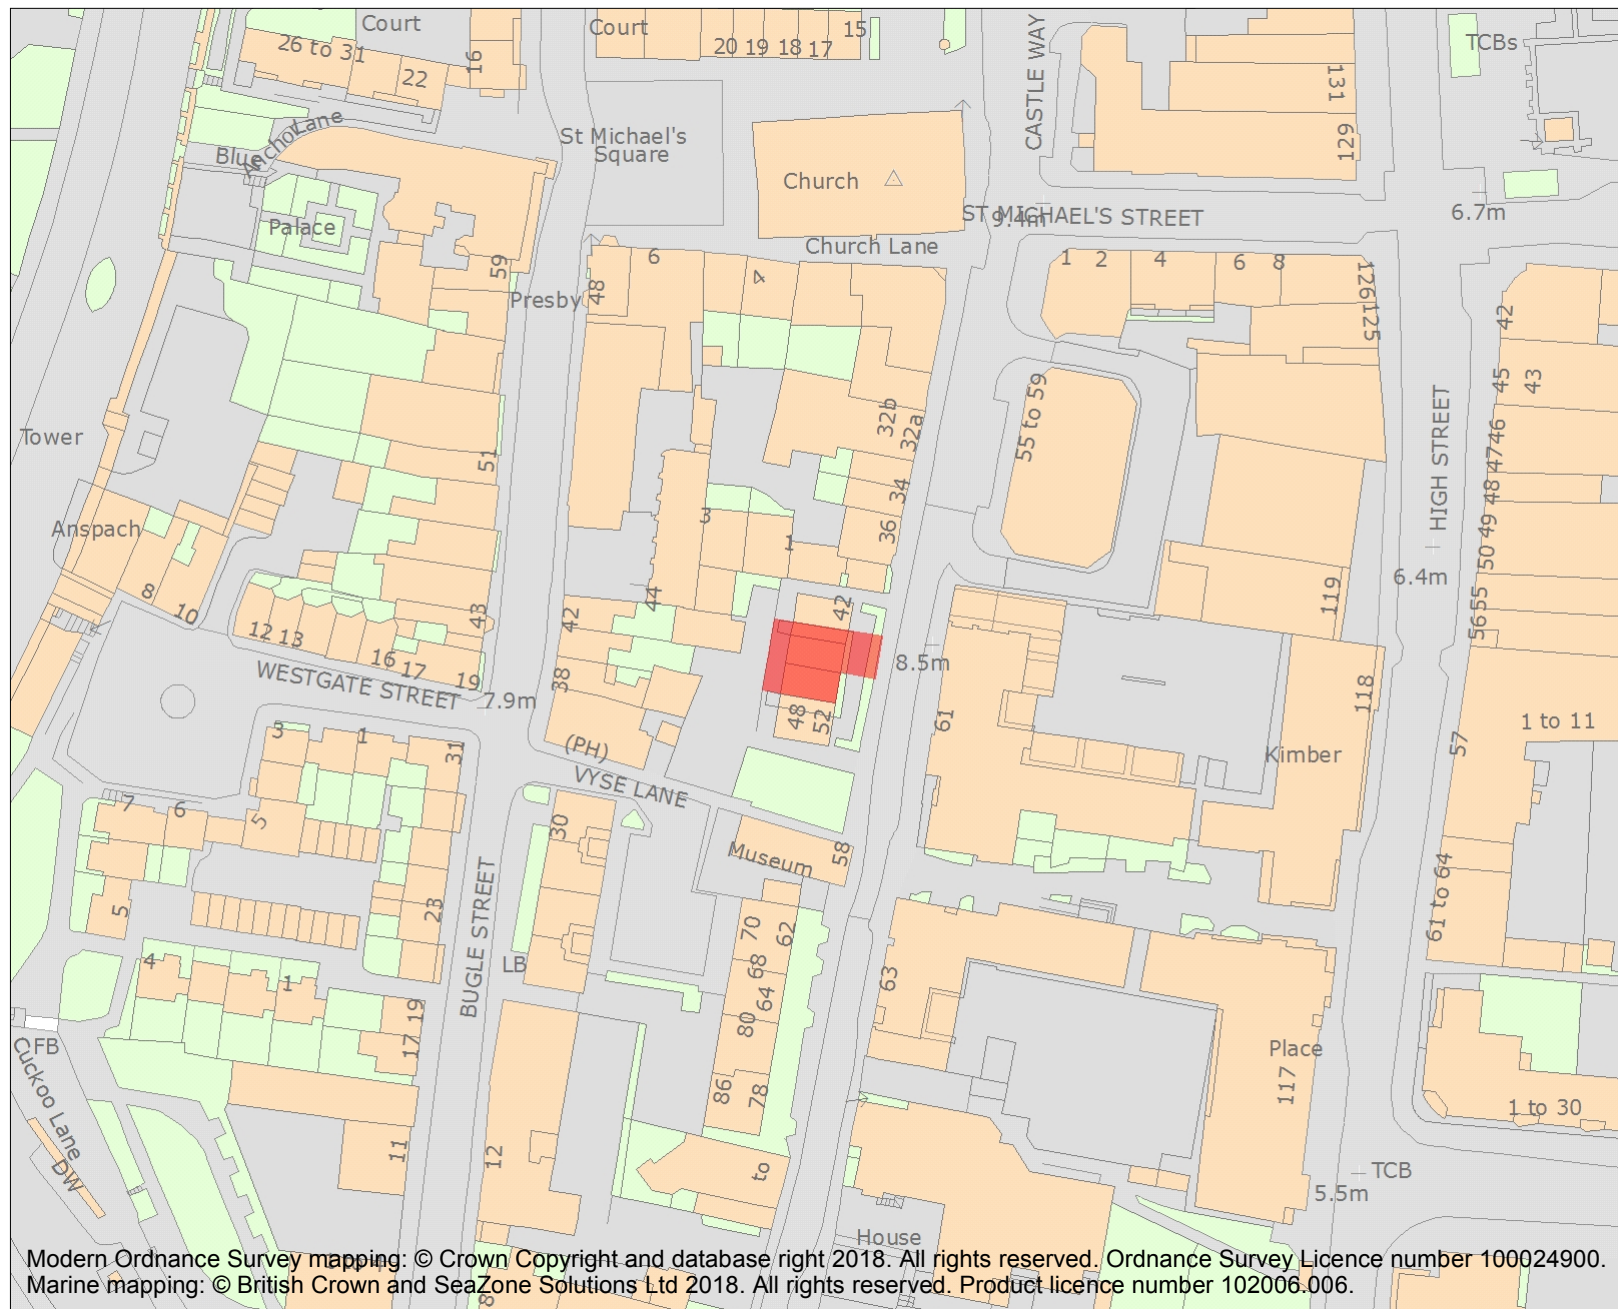 Court
26 to 31
22
16
Court
20 19 18 17
15
CASTLE WAY
131
129
TCBs
Blue
Anchor
Lane
Palace
59
St Michael's
Square
Church
ST MICHAEL'S STREET
9.4m
6.7m
Church Lane
Presby
48
6
4
1
2
4
6
8
126
125
42
45
43
Tower
51
32b
32a
55 to 59
4746
HIGH STREET
48
34
36
49
50
3
1
Anspach
8
10
44
42
43
42
12 13
16
17
19
38
119
6.4m
5655
WESTGATE STREET
7.9m
8.5m
48
52
61
118
1 to 11
57
Kimber
3
1
31
(PH)
VYSE LANE
7
6
5
30
Museum
58
5
23
BUGLE STREET
70
62
68
64
80
86
78
61 to 64
LB
63
4
1
19
17
FB
Cuckoo Lane
DW
11
12
to
Place
117
1 to 30
TCB
5.5m
House
8
Modern Ordnance Survey mapping: © Crown Copyright and database right 2018. All rights reserved. Ordnance Survey Licence number 100024900.
Marine mapping: © British Crown and SeaZone Solutions Ltd 2018. All rights reserved. Product licence number 102006.006.